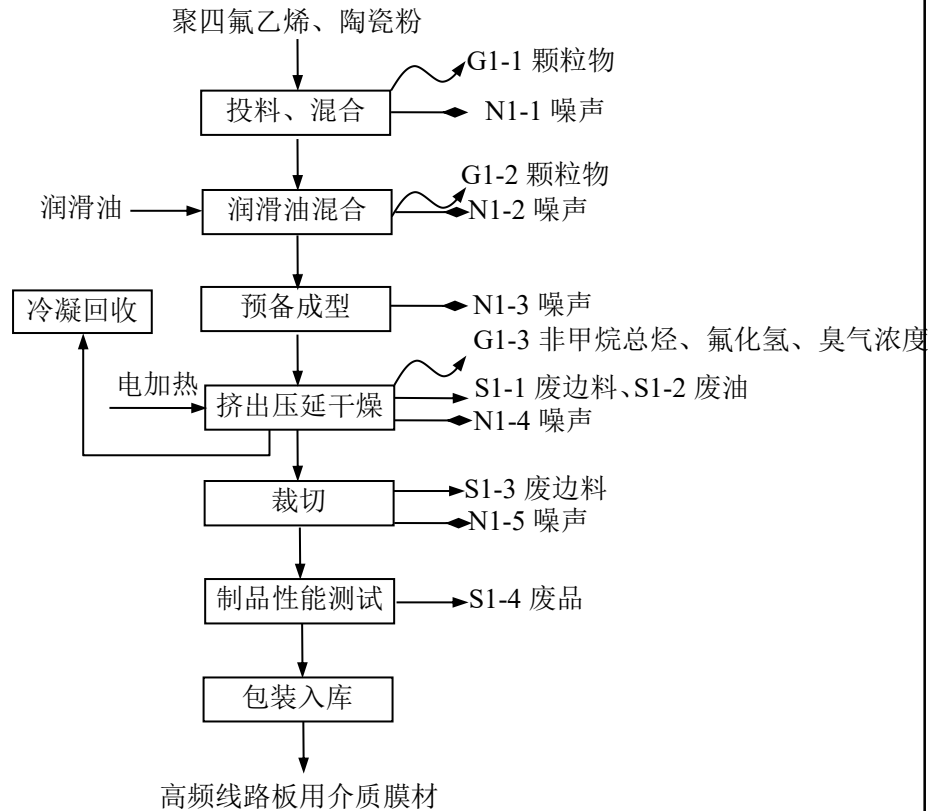 聚四氟乙烯、陶瓷粉
G1-1 颗粒物
投料、混合
N1-1 噪声
G1-2 颗粒物
润滑油
润滑油混合
N1-2 噪声
冷凝回收
预备成型
N1-3 噪声
G1-3 非甲烷总烃、氟化氢、臭气浓度
电加热
挤出压延干燥
S1-1 废边料、S1-2 废油
N1-4 噪声
裁切
S1-3 废边料
N1-5 噪声
制品性能测试
S1-4 废品
包装入库
高频线路板用介质膜材